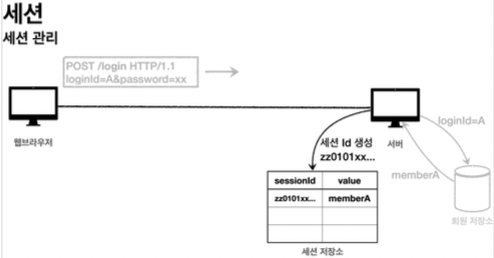 세션
세션 관리
POST /login HTTP/1.1
loginId=A&password=xx
웹브라우저
서버
loginId=A
세션 Id 생성
zz0101xx...
memberA
회원 저장소
sessionId value
zz0101xx... memberA
세션 저장소